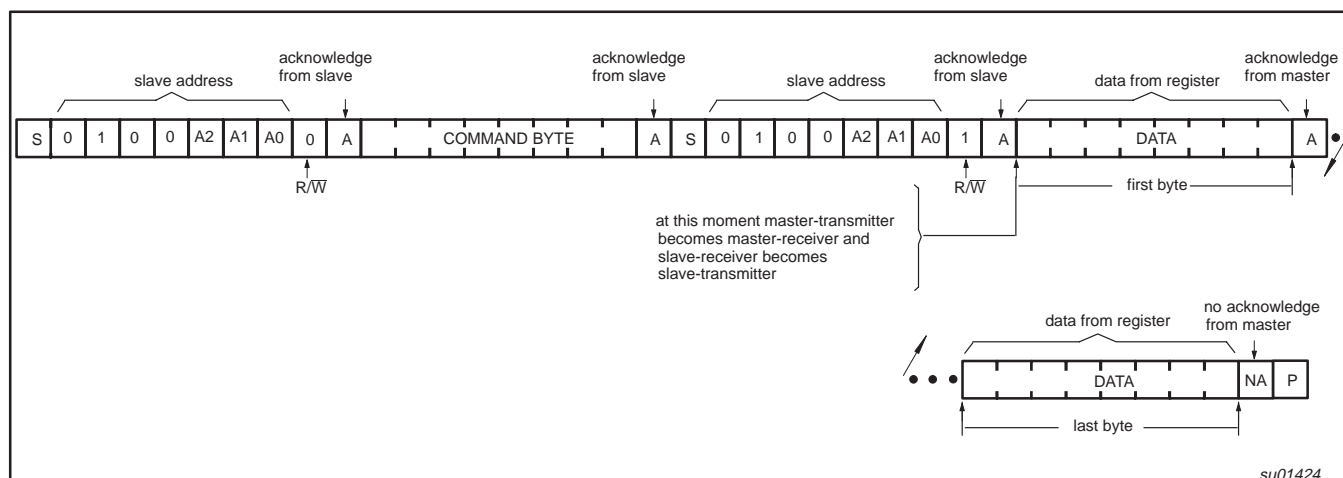 acknowledge
from slave
acknowledge
from slave
acknowledge
from slave
acknowledge
from master
slave address
slave address
data from register
S 0 1 0 0 A2 A1 A0 0 A COMMAND BYTE A S 0 1 0 0 A2 A1 A0 1 A DATA A
R/W̅
R/W̅
first byte
at this moment master-transmitter
becomes master-receiver and
slave-receiver becomes
slave-transmitter
data from register
no acknowledge
from master
DATA NA P
last byte
su01424